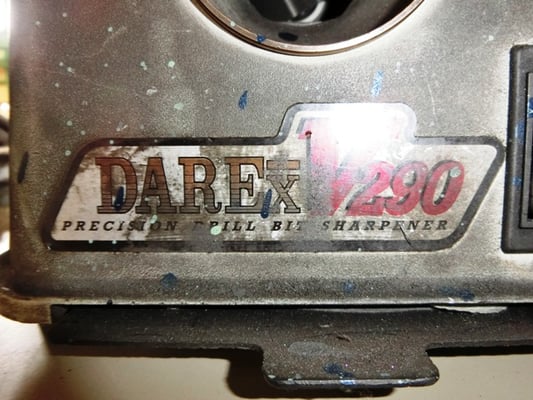 DAREX V290
PRECISION DRILL BIT SHARPENER